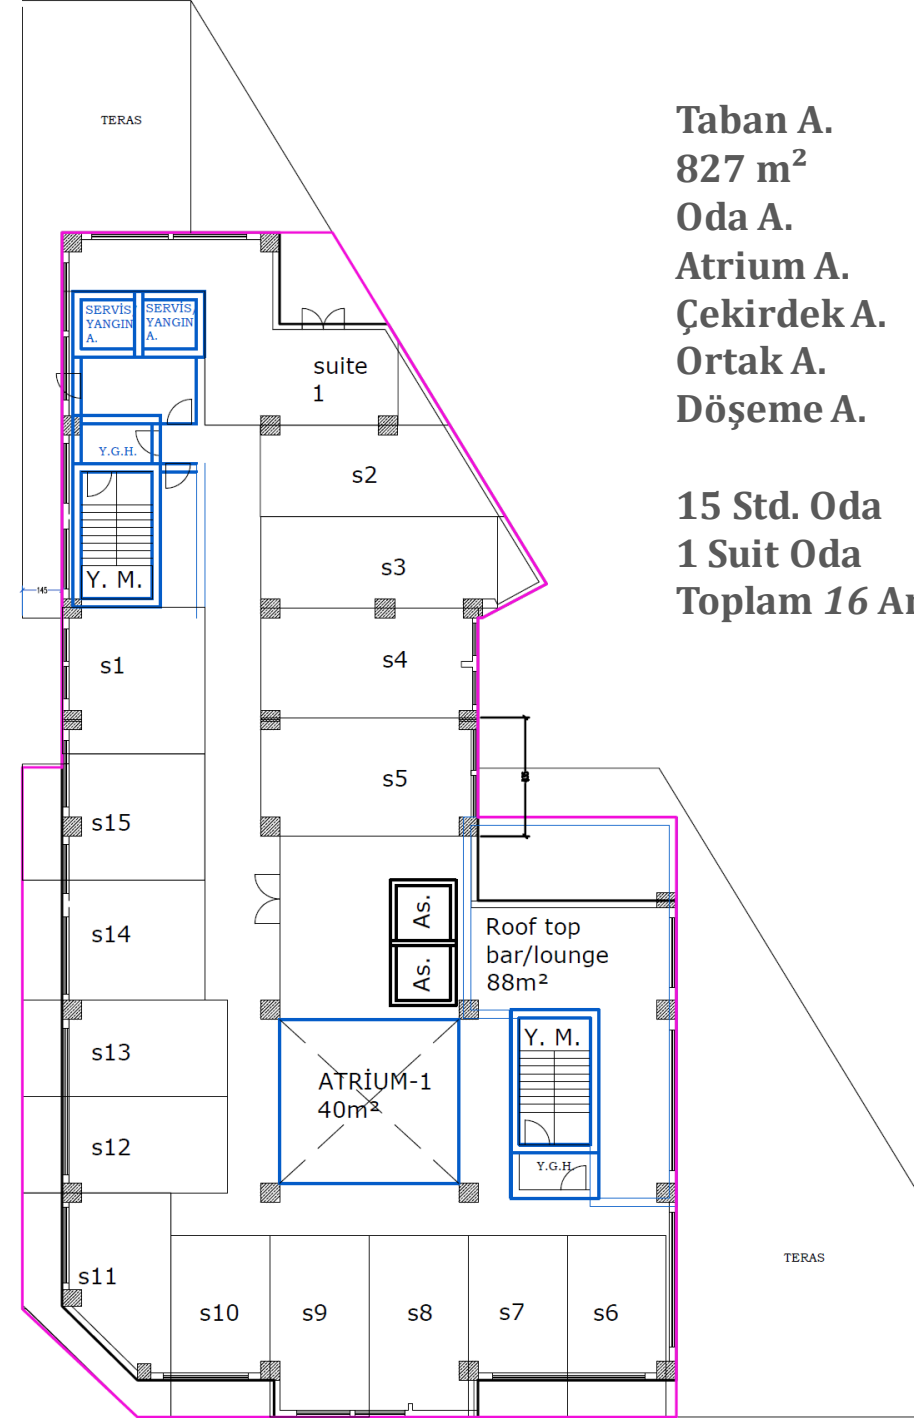 TERAS
Taban A.
827 m²
Oda A.
Atrium A.
Çekirdek A.
Ortak A.
Döşeme A.
15 Std. Oda
1 Suit Oda
Toplam 16
SERVİS/
YANGIN
A.
SERVİS/
YANGIN
A.
suite
1
Y.G.H.
s2
s3
Y. M.
145
s1
s4
s5
s15
s14
As.
As.
Roof top
bar/lounge
88m²
s13
ATRİUM-1
40m²
Y. M.
s12
Y.G.H.
TERAS
s11
s10
s9
s8
s7
s6